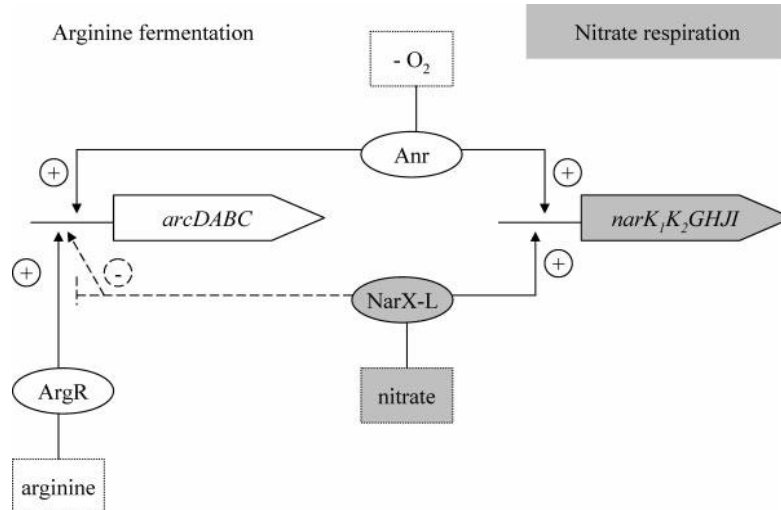 Arginine fermentation
Nitrate respiration
- O₂
Anr
+
+
arcDABC
narK₁K₂GHJI
+
-
+
NarX-L
ArgR
nitrate
arginine